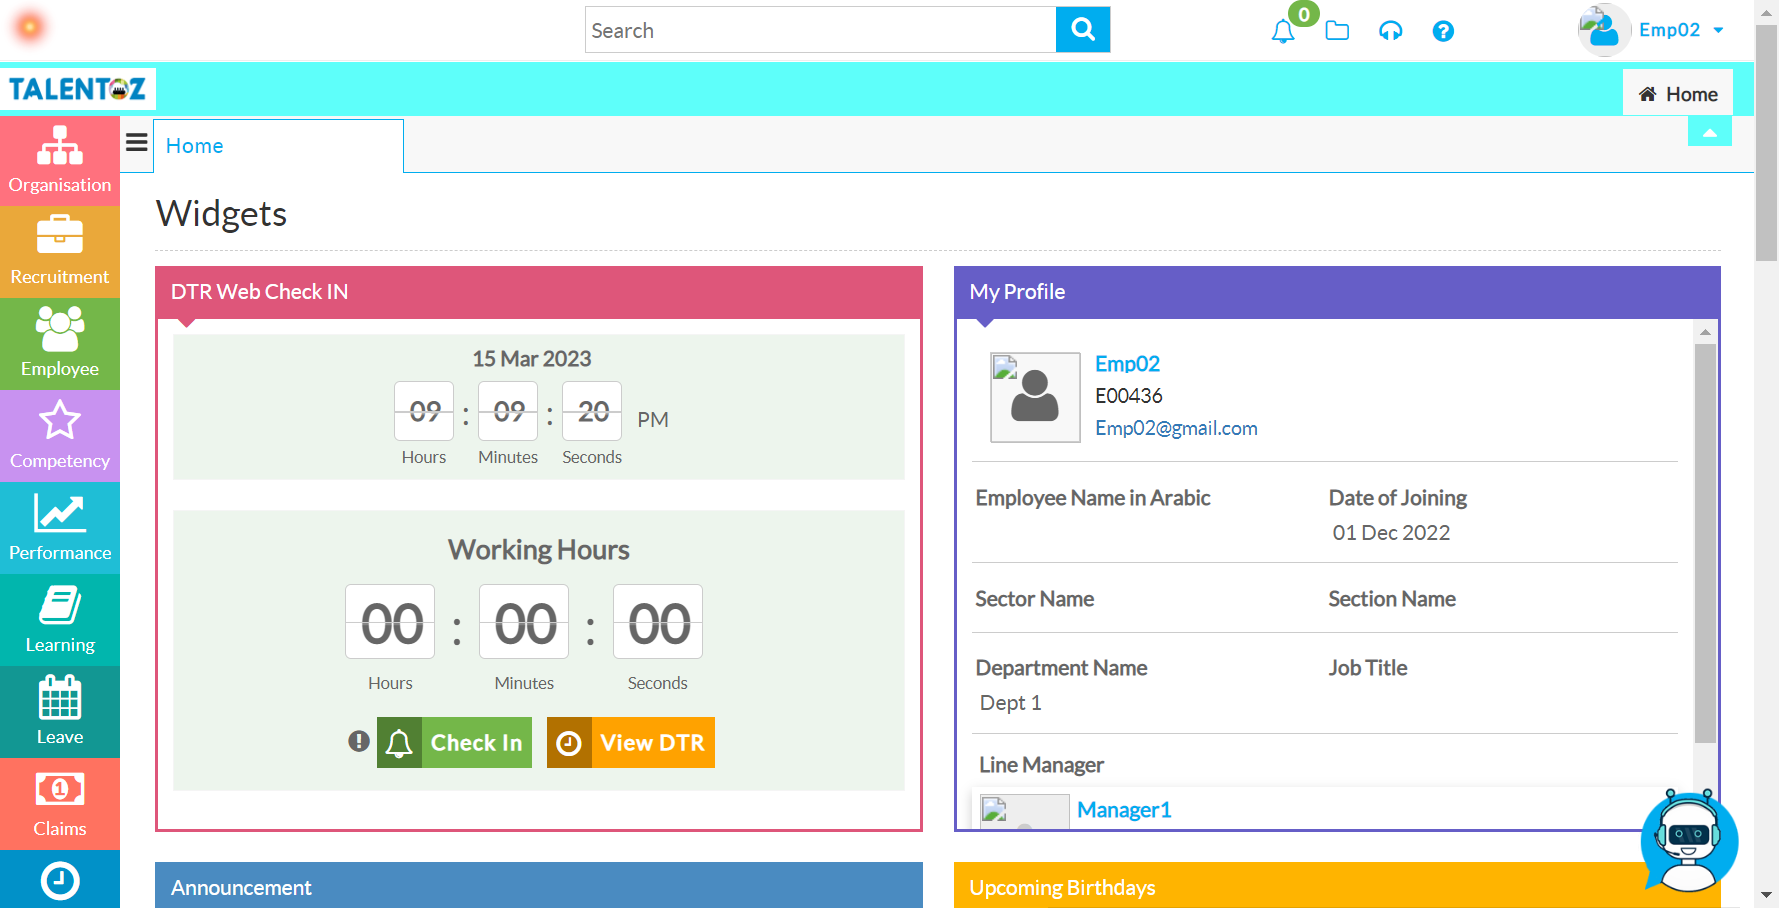 Search
0
Emp02
TALENTOZ
Home
Home
Organisation
Recruitment
Employee
Competency
Performance
Learning
Leave
Claims
Widgets
DTR Web Check IN
15 Mar 2023
09 : 09 : 20 PM
Hours Minutes Seconds
Working Hours
00 : 00 : 00
Hours Minutes Seconds
Check In View DTR
My Profile
Emp02
E00436
Emp02@gmail.com
Employee Name in Arabic Date of Joining
01 Dec 2022
Sector Name Section Name
Department Name Job Title
Dept 1
Line Manager
Manager1
Announcement
Upcoming Birthdays